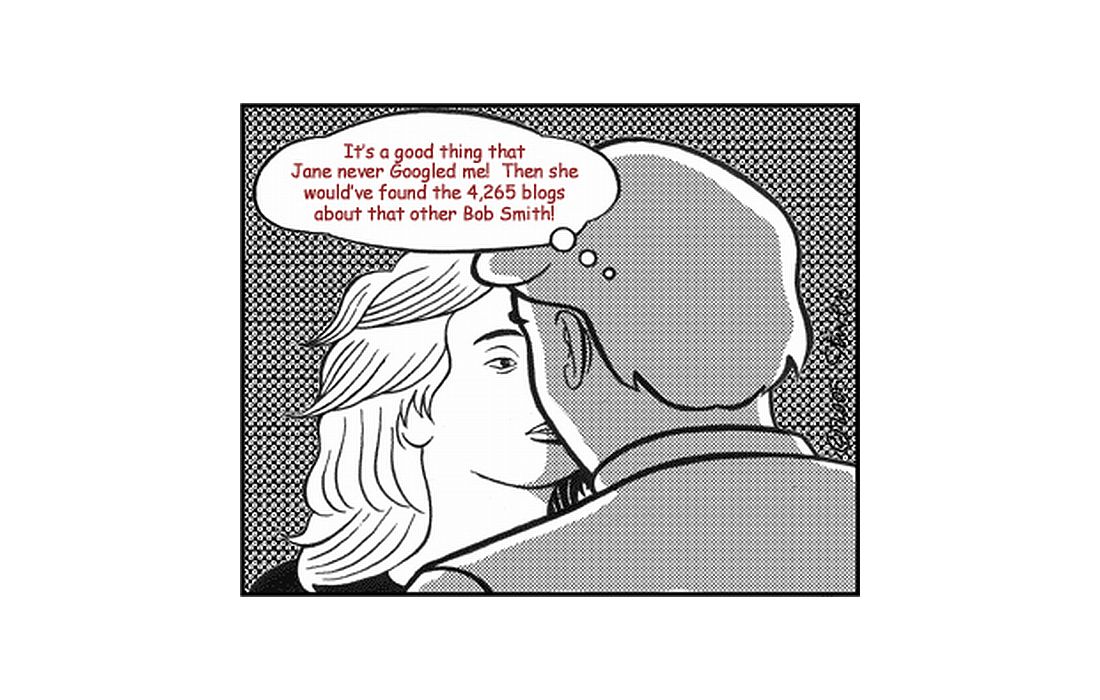 It's a good thing that
Jane never Googled me!  Then she
would've found the 4,265 blogs
about that other Bob Smith!